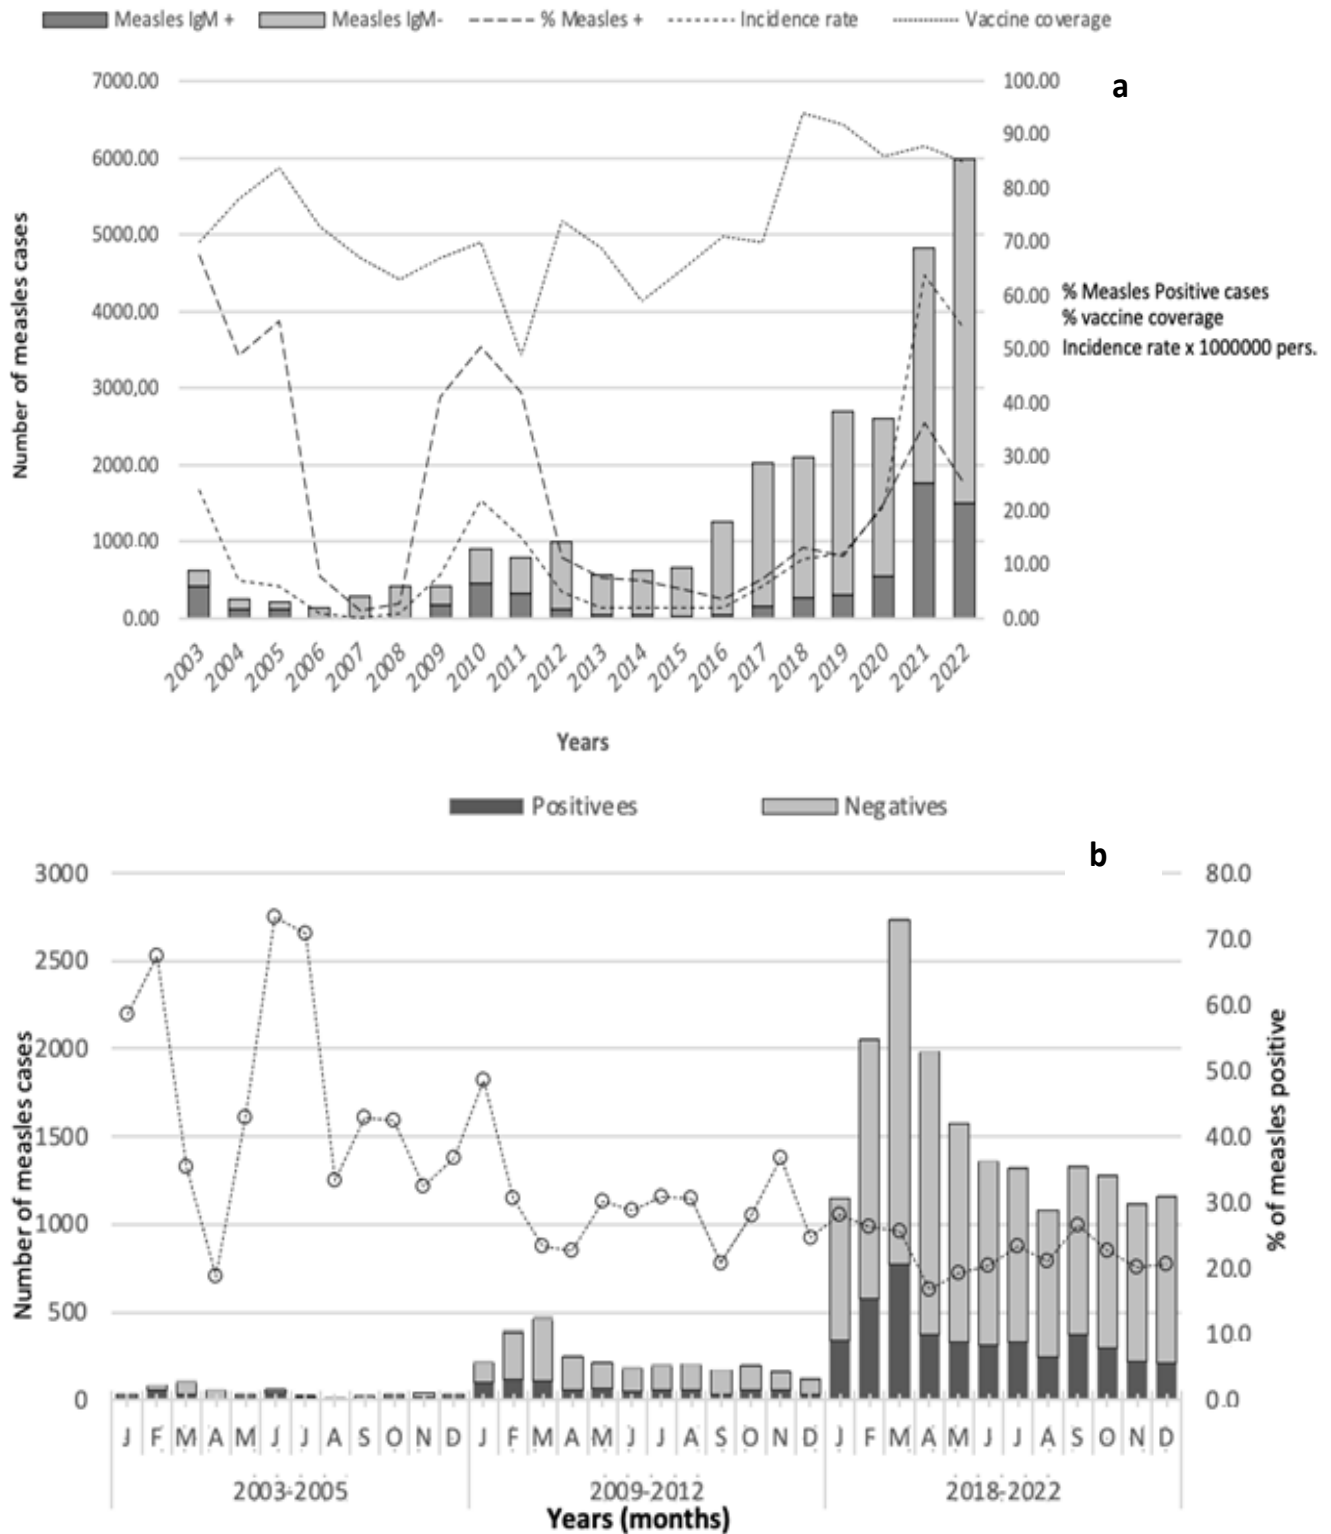 Measles IgM + Measles IgM- % Measles + Incidence rate Vaccine coverage
a
7000.00 100.00
90.00
6000.00 80.00
5000.00 70.00
4000.00 60.00
3000,00 50.00
40.00
2000.00 30.00
1000.00 20.00
10.00
0.00 0.00
Number of measles cases
% Measles Positive cases
% vaccine coverage
Incidence rate x 1000000 pers.
2003 2004 2005 2006 2007 2008 2009 2010 2011 2012 2013 2014 2015 2016 2017 2018 2019 2020 2021 2022
Years
Positivees Negatives
b
3000 80.0
2500 70.0
2000 60.0
1500 50.0
1000 40.0
500 30.0
0 20.0
10.0
0.0
Number of measles cases
% of measles positive
J F M A M J J A S O N D J F M A M J J A S O N D J F M A M J J A S O N D
2003-2005 2009-2012 2018-2022
Years (months)